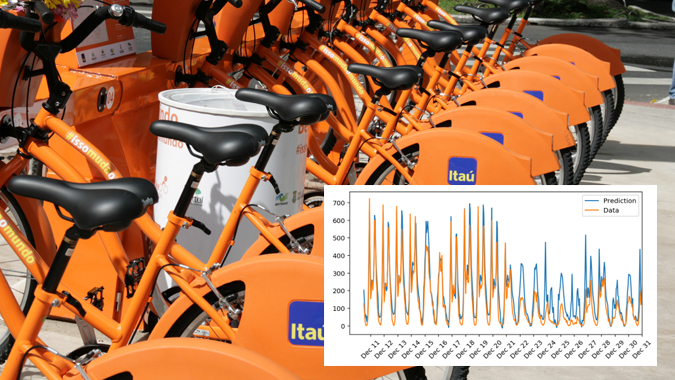 #issomudaomundo
mundo
Itaú
Itaú
Prediction
Data
700
600
500
400
300
200
100
0
Dec 11
Dec 12
Dec 13
Dec 14
Dec 15
Dec 16
Dec 17
Dec 18
Dec 19
Dec 20
Dec 21
Dec 22
Dec 23
Dec 24
Dec 25
Dec 26
Dec 27
Dec 28
Dec 29
Dec 30
Dec 31